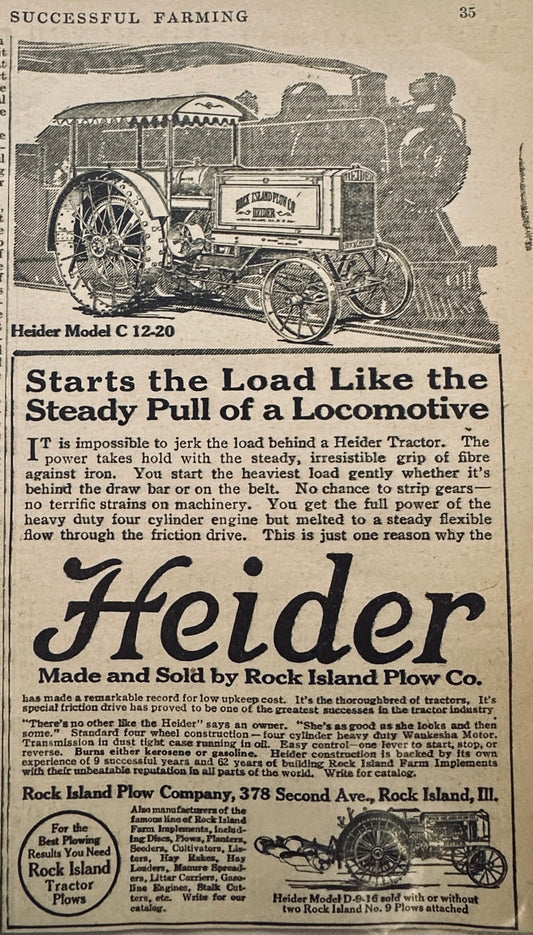 SUCCESSFUL FARMING 35
ROCK ISLAND PLOW CO.
HEIDER
HEIDER
Heider Model C 12-20
Starts the Load Like the
Steady Pull of a Locomotive
IT is impossible to jerk the load behind a Heider Tractor. The
power takes hold with the steady, irresistible grip of fibre
against iron. You start the heaviest load gently whether it's
behind the draw bar or on the belt. No chance to strip gears—
no terrific strains on machinery. You get the full power of the
heavy duty four cylinder engine but melted to a steady flexible
flow through the friction drive. This is just one reason why the
Heider
Made and Sold by Rock Island Plow Co.
has made a remarkable record for low upkeep cost. It's the thoroughbred of tractors. It's
special friction drive has proved to be one of the greatest successes in the tractor industry
"There's no other like the Heider" says an owner. "She's as good as she looks and then
some." Standard four wheel construction—four cylinder heavy duty Waukesha Motor.
Transmission in dust tight case running in oil. Easy control—one lever to start, stop, or
reverse. Burns either kerosene or gasoline. Heider construction is backed by its own
experience of 9 successful years and 62 years of building Rock Island Farm Implements
with their unbeatable reputation in all parts of the world. Write for catalog.
Rock Island Plow Company, 378 Second Ave., Rock Island, Ill.
For the
Best Plowing
Results You Need
Rock Island
Tractor
Plows
Also manufacturers of the
famous line of Rock Island
Farm Implements, includ-
ing Discs, Plows, Planters,
Seeders, Cultivators, Lis-
ters, Hay Rakes, Hay
Loaders, Manure Spread-
ers, Litter Carriers, Gaso-
line Engines, Stalk Cut-
ters, etc. Write for our
catalog.
Heider Model D-9-16 sold with or without
two Rock Island No. 9 Plows attached